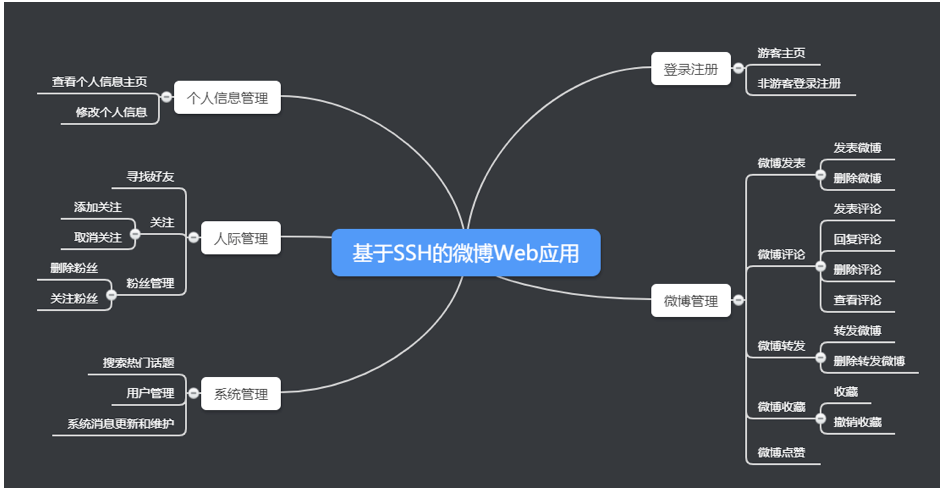 基于SSH的微博Web应用
登录注册
游客主页
非游客登录注册
微博管理
微博发表
发表微博
删除微博
微博评论
发表评论
回复评论
删除评论
查看评论
微博转发
转发微博
删除转发微博
微博收藏
收藏
撤销收藏
微博点赞
个人信息管理
查看个人信息主页
修改个人信息
人际管理
寻找好友
关注
添加关注
取消关注
粉丝管理
删除粉丝
关注粉丝
系统管理
搜索热门话题
用户管理
系统消息更新和维护